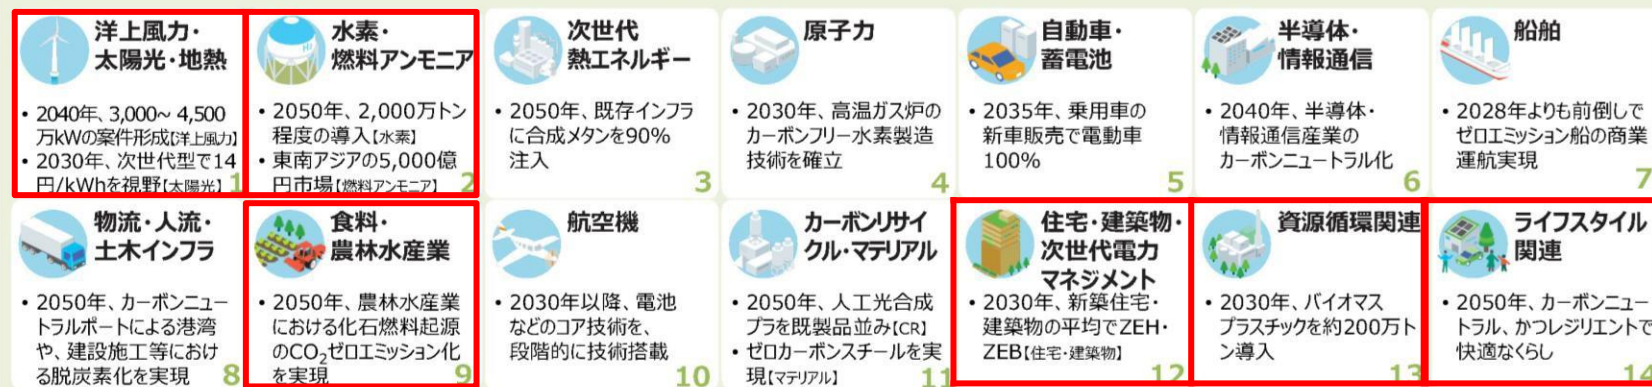 洋上風力・
太陽光・地熱
• 2040年、3,000~ 4,500
万kWの案件形成【洋上風力】
• 2030年、次世代型で14
円/kWhを視野【太陽光】
1
水素・
燃料アンモニア
• 2050年、2,000万トン
程度の導入【水素】
• 東南アジアの5,000億
円市場【燃料アンモニア】
2
次世代
熱エネルギー
• 2050年、既存インフラ
に合成メタンを90%
注入
3
原子力
• 2030年、高温ガス炉の
カーボンフリー水素製造
技術を確立
4
自動車・
蓄電池
• 2035年、乗用車の
新車販売で電動車
100%
5
半導体・
情報通信
• 2040年、半導体・
情報通信産業の
カーボンニュートラル化
6
船舶
• 2028年よりも前倒しで
ゼロエミッション船の商業
運航実現
7
物流・人流・
土木インフラ
• 2050年、カーボンニュー
トラルポートによる港湾
や、建設施工等におけ
る脱炭素化を実現
8
食料・
農林水産業
• 2050年、農林水産業
における化石燃料起源
のCO₂ゼロエミッション化
を実現
9
航空機
• 2030年以降、電池
などのコア技術を、
段階的に技術搭載
10
カーボンリサイ
クル・マテリアル
• 2050年、人工光合成
プラを既製品並み【CR】
• ゼロカーボンスチールを実
現【マテリアル】
11
住宅・建築物・
次世代電力
マネジメント
• 2030年、新築住宅・
建築物の平均でZEH・
ZEB【住宅・建築物】
12
資源循環関連
• 2030年、バイオマス
プラスチックを約200万ト
ン導入
13
ライフスタイル
関連
• 2050年、カーボンニュー
トラル、かつレジリエントで
快適なくらし
14